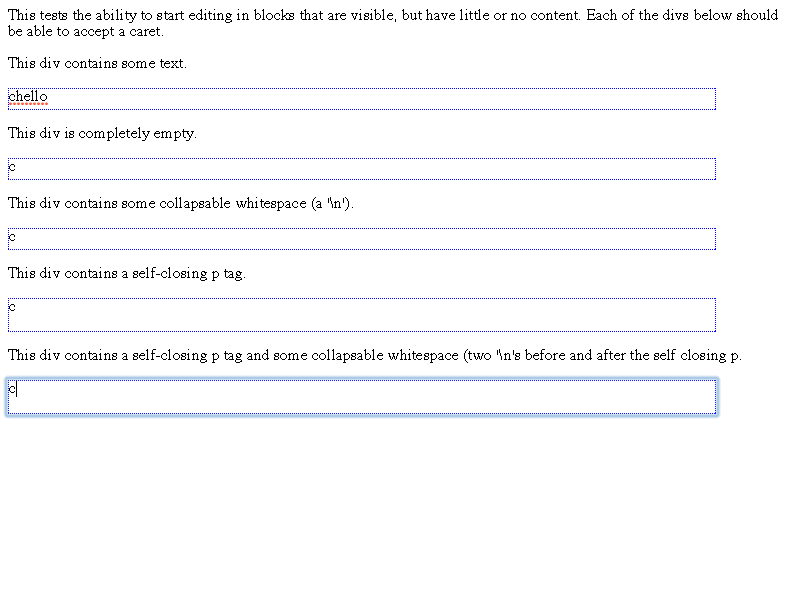 This tests the ability to start editing in blocks that are visible, but have little or no content. Each of the divs below should
be able to accept a caret.
This div contains some text.
chello
This div is completely empty.
c
This div contains some collapsable whitespace (a '\n').
c
This div contains a self-closing p tag.
c
This div contains a self-closing p tag and some collapsable whitespace (two '\n's before and after the self closing p.
c